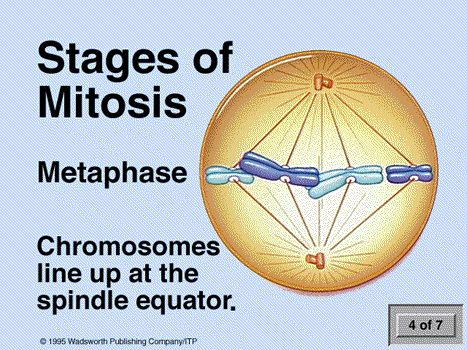 Stages of
Mitosis
Metaphase
Chromosomes
line up at the
spindle equator.
4 of 7
© 1995 Wadsworth Publishing Company/ITP